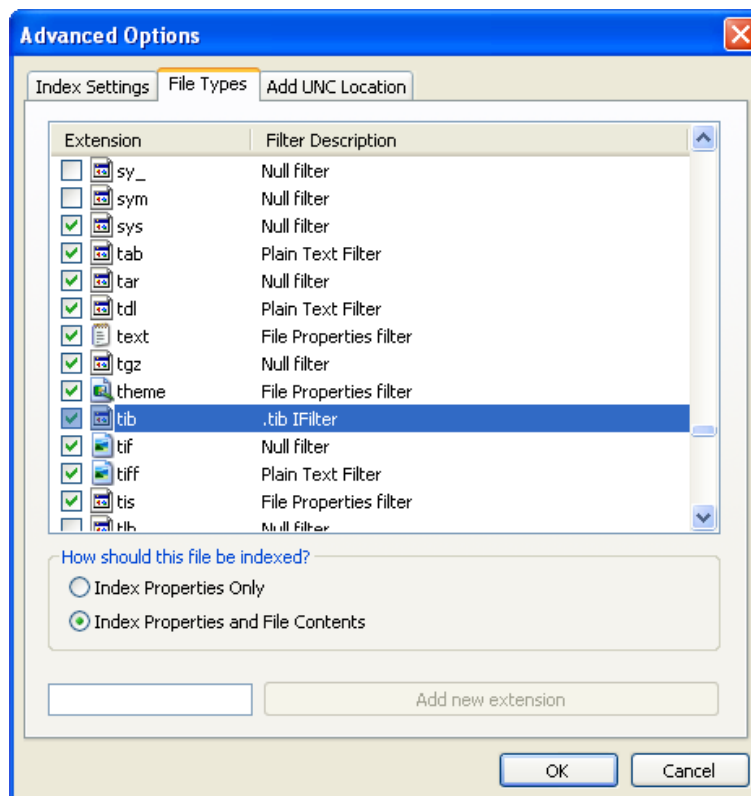 Advanced Options
Index Settings File Types Add UNC Location
Extension Filter Description
sy_ Null filter
sym Null filter
sys Null filter
tab Plain Text Filter
tar Null filter
tdl Plain Text Filter
text File Properties filter
tgz Null filter
theme File Properties filter
tib .tib IFilter
tif Null filter
tiff Plain Text Filter
tis File Properties filter
tlb Null filter
How should this file be indexed?
Index Properties Only
Index Properties and File Contents
Add new extension
OK Cancel